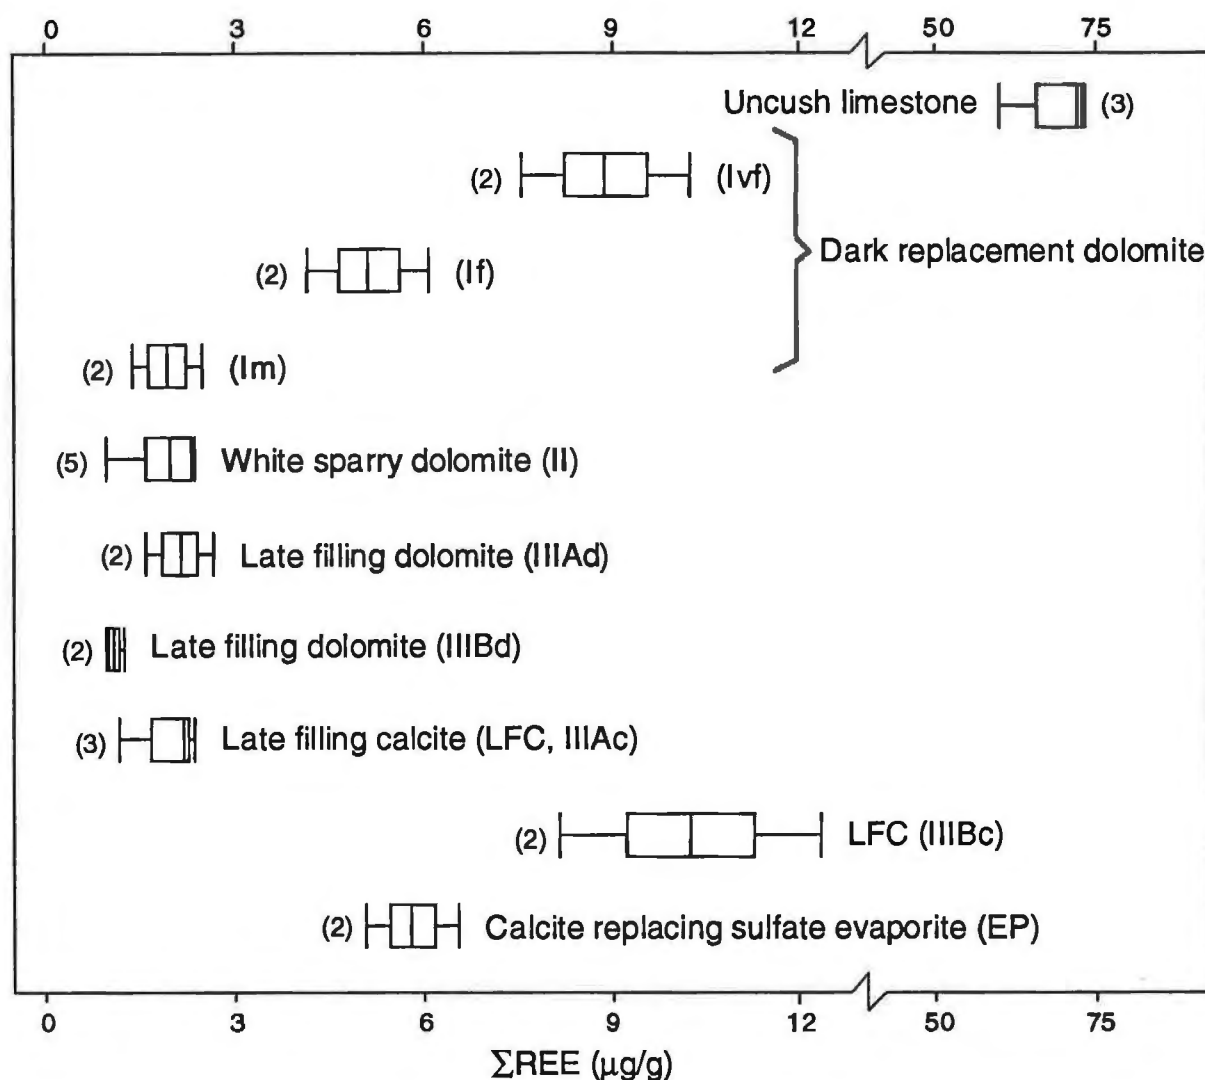 0 3 6 9 12 50 75
Uncush limestone (3)
(2) (Ivf)
Dark replacement dolomite
(2) (If)
(2) (Im)
(5) White sparry dolomite (II)
(2) Late filling dolomite (IIIAd)
(2) Late filling dolomite (IIIBd)
(3) Late filling calcite (LFC, IIIAc)
(2) LFC (IIIBc)
(2) Calcite replacing sulfate evaporite (EP)
0 3 6 9 12 50 75
ΣREE (μg/g)